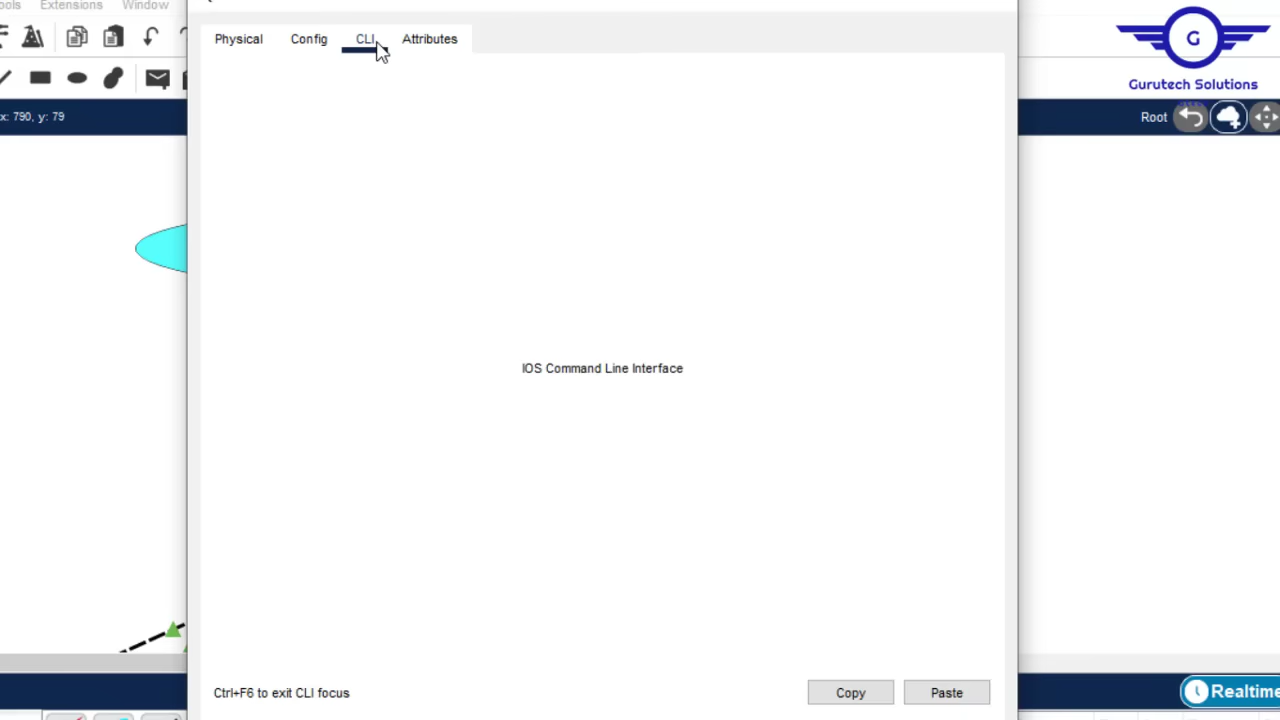 Extensions
Window
Physical
Config
CLI
Attributes
G
Gurutech Solutions
x: 790, y: 79
Root
IOS Command Line Interface
Ctrl+F6 to exit CLI focus
Copy
Paste
Realtime